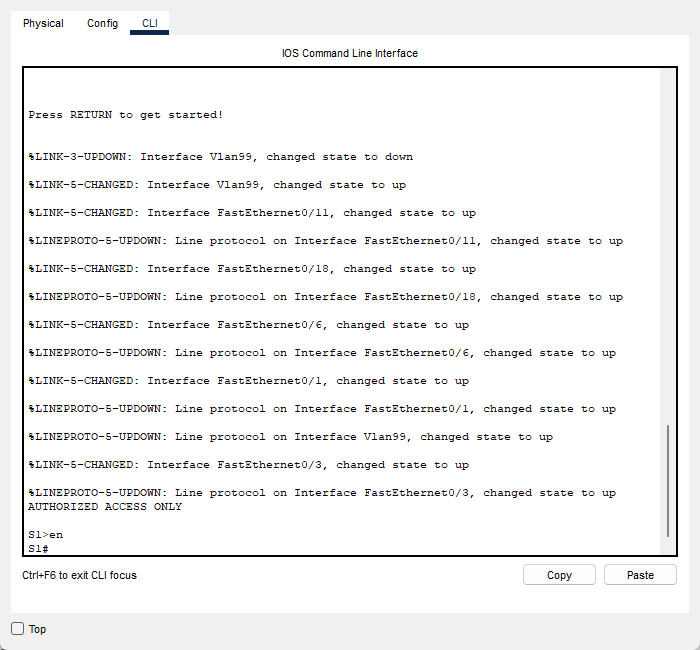 Physical
Config
CLI
IOS Command Line Interface
Press RETURN to get started!
%LINK-3-UPDOWN: Interface Vlan99, changed state to down
%LINK-5-CHANGED: Interface Vlan99, changed state to up
%LINK-5-CHANGED: Interface FastEthernet0/11, changed state to up
%LINEPROTO-5-UPDOWN: Line protocol on Interface FastEthernet0/11, changed state to up
%LINK-5-CHANGED: Interface FastEthernet0/18, changed state to up
%LINEPROTO-5-UPDOWN: Line protocol on Interface FastEthernet0/18, changed state to up
%LINK-5-CHANGED: Interface FastEthernet0/6, changed state to up
%LINEPROTO-5-UPDOWN: Line protocol on Interface FastEthernet0/6, changed state to up
%LINK-5-CHANGED: Interface FastEthernet0/1, changed state to up
%LINEPROTO-5-UPDOWN: Line protocol on Interface FastEthernet0/1, changed state to up
%LINEPROTO-5-UPDOWN: Line protocol on Interface Vlan99, changed state to up
%LINK-5-CHANGED: Interface FastEthernet0/3, changed state to up
%LINEPROTO-5-UPDOWN: Line protocol on Interface FastEthernet0/3, changed state to up
AUTHORIZED ACCESS ONLY
S1>en
S1#
Ctrl+F6 to exit CLI focus
Copy
Paste
Top